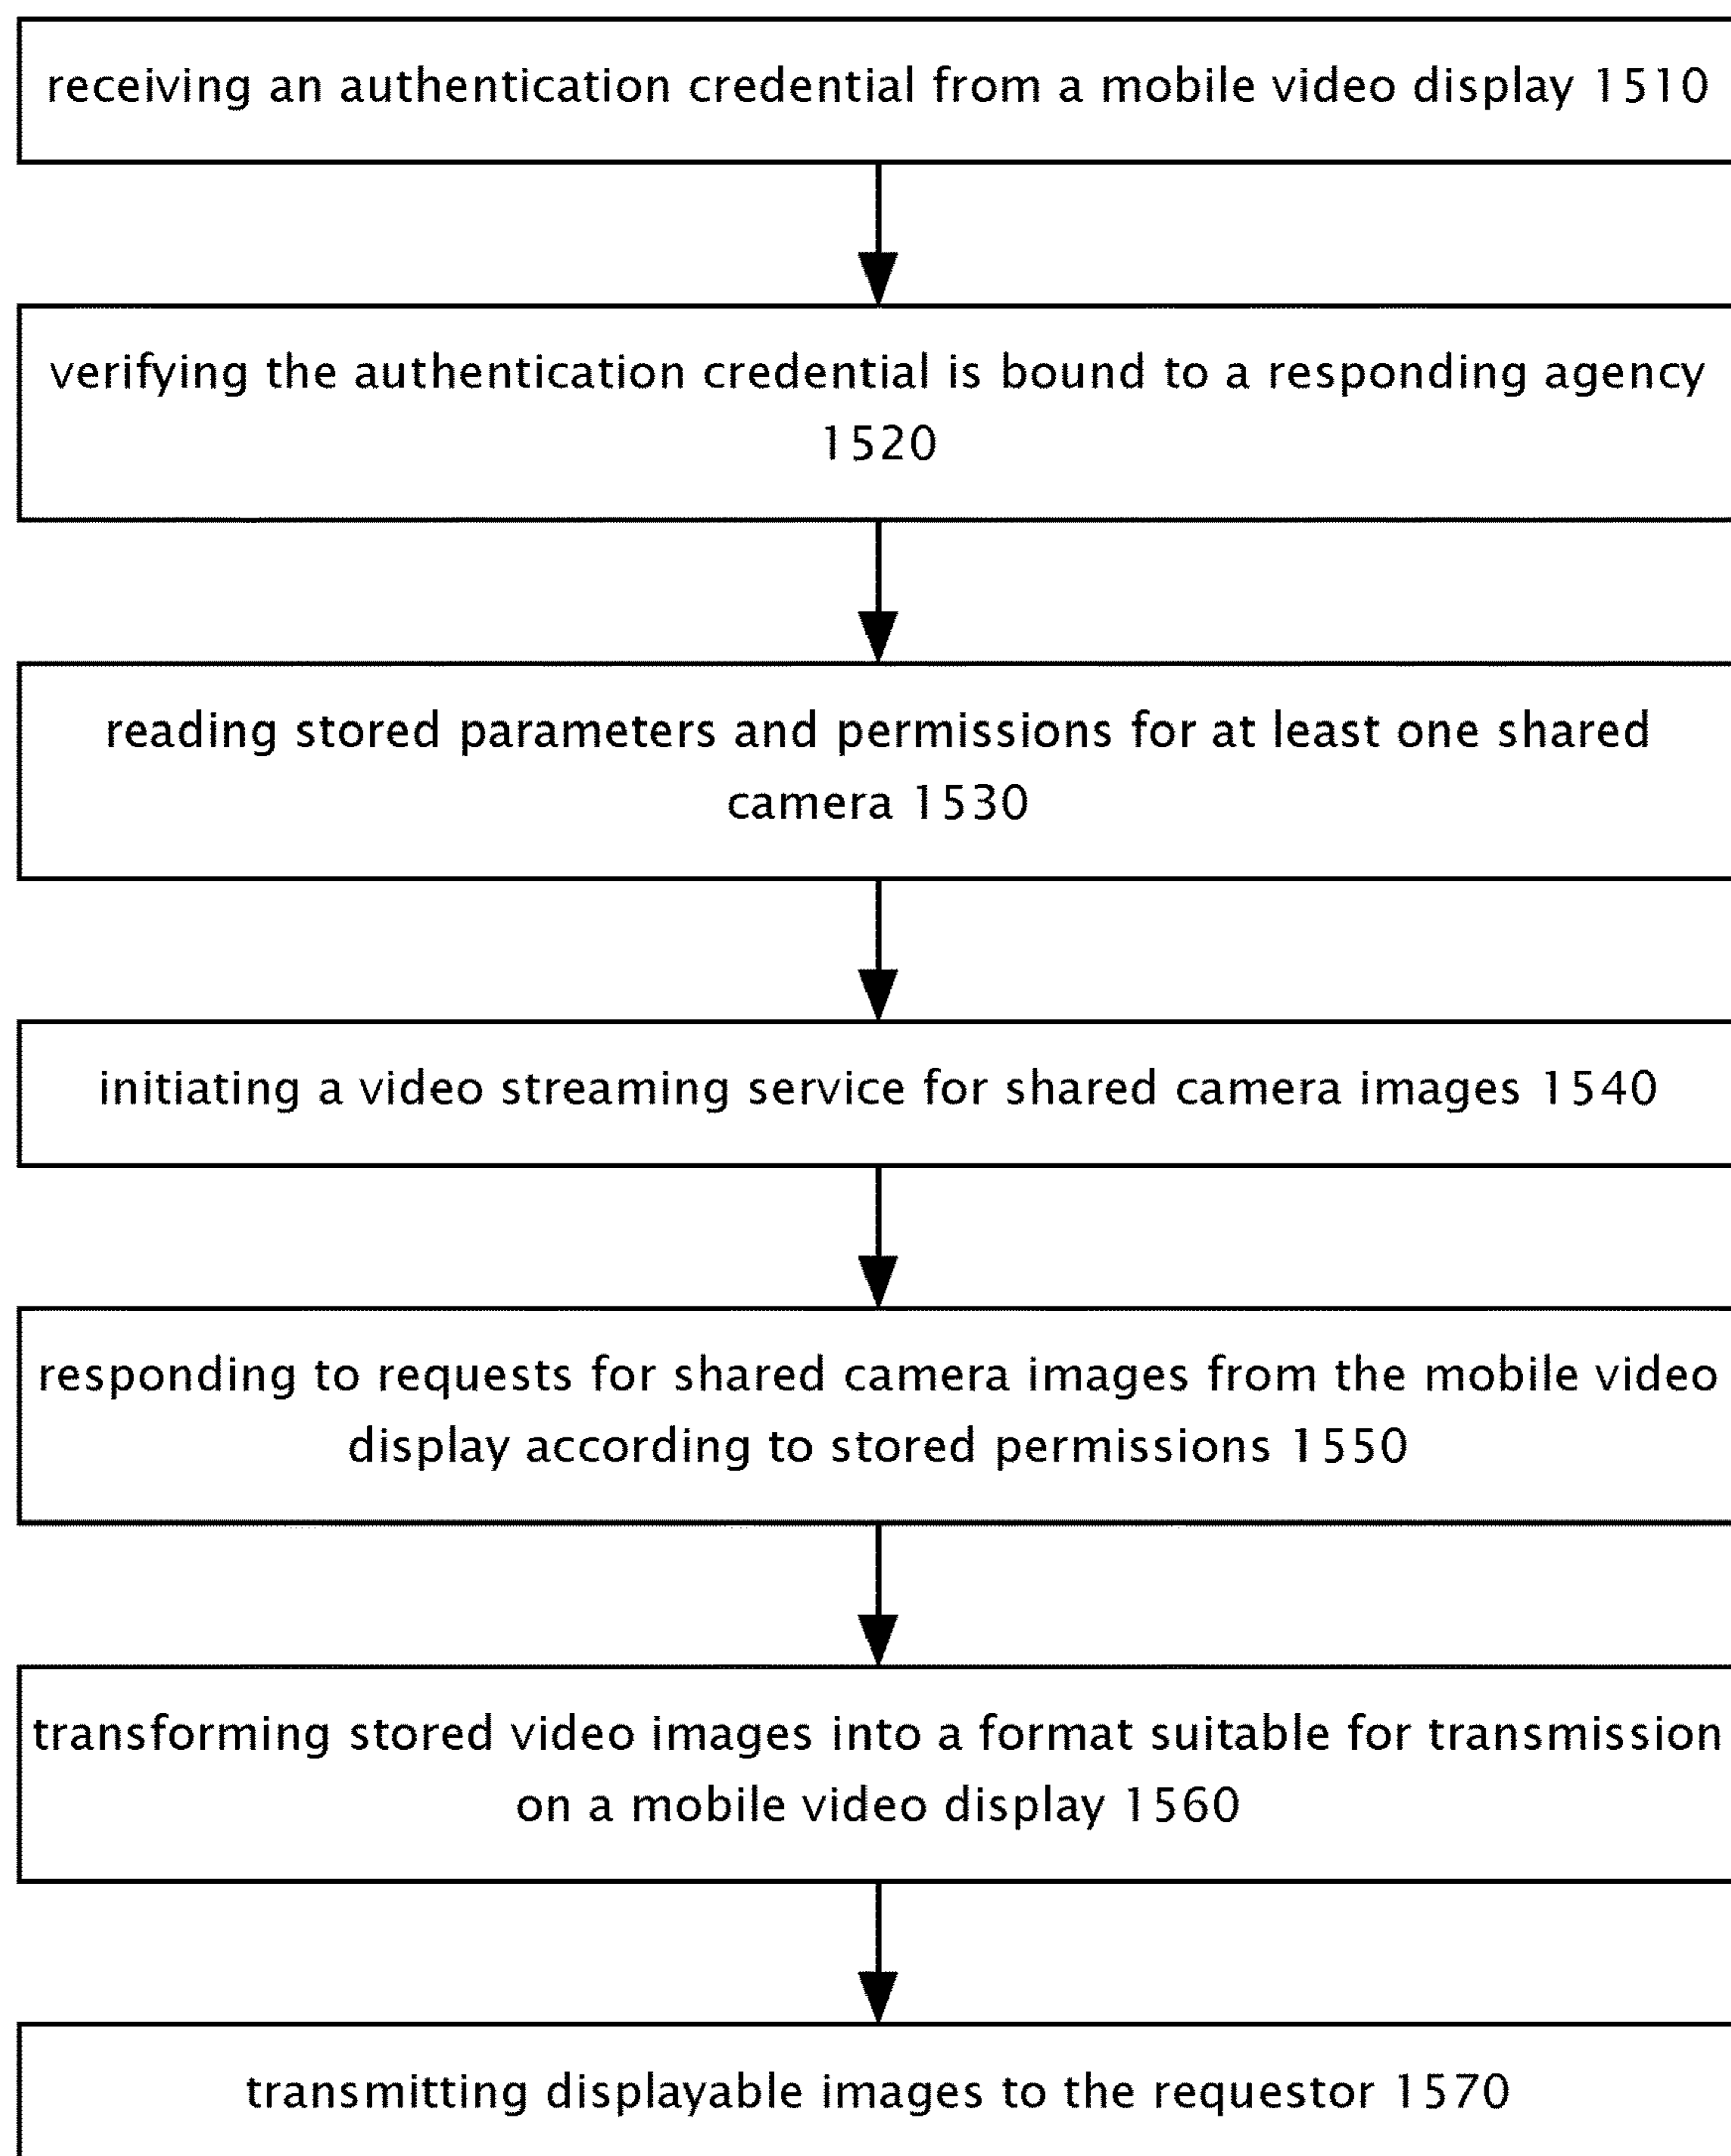 receiving an authentication credential from a mobile video display 1510
verifying the authentication credential is bound to a responding agency
1520
reading stored parameters and permissions for at least one shared
camera 1530
initiating a video streaming service for shared camera images 1540
responding to requests for shared camera images from the mobile video
display according to stored permissions 1550
transforming stored video images into a format suitable for transmission
on a mobile video display 1560
transmitting displayable images to the requestor 1570